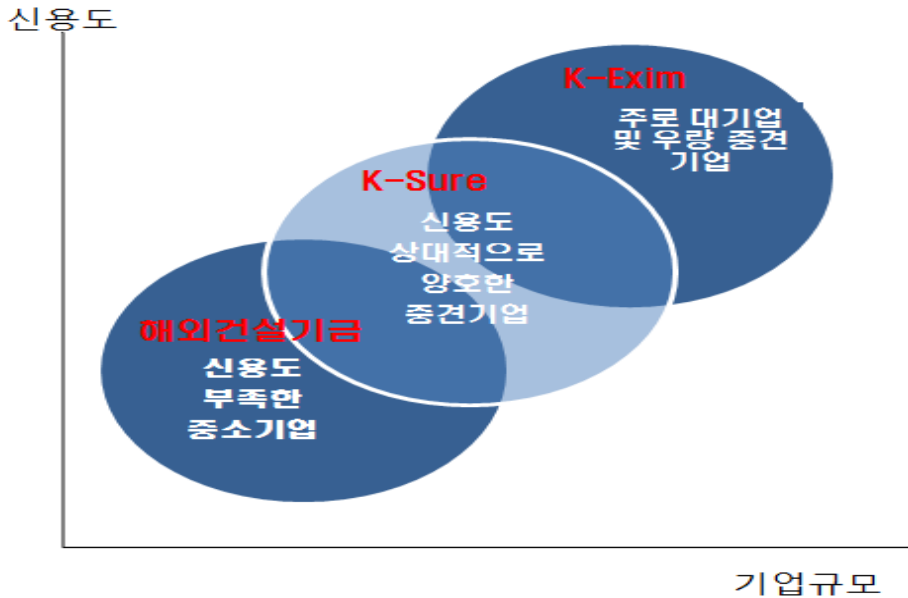 신용도
K-Exim
주로 대기업
및 우량 중견
기업
K-Sure
신용도
상대적으로
양호한
중견기업
해외건설기금
신용도
부족한
중소기업
기업규모